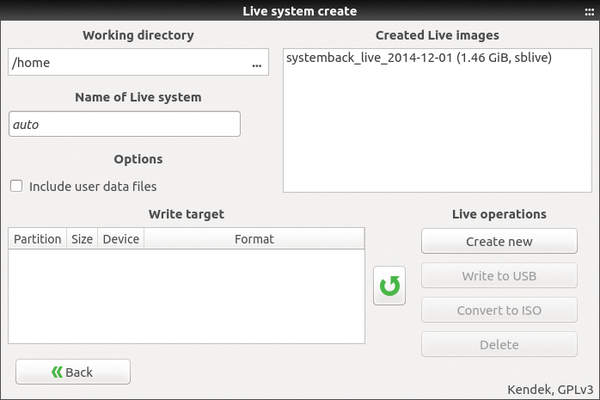 Live system create
Working directory
/home
...
Name of Live system
auto
Options
Include user data files
Created Live images
systemback_live_2014-12-01 (1.46 GiB, sblive)
Write target
Partition Size Device Format
Live operations
Create new
Write to USB
Convert to ISO
Delete
Back
Kendek, GPLv3